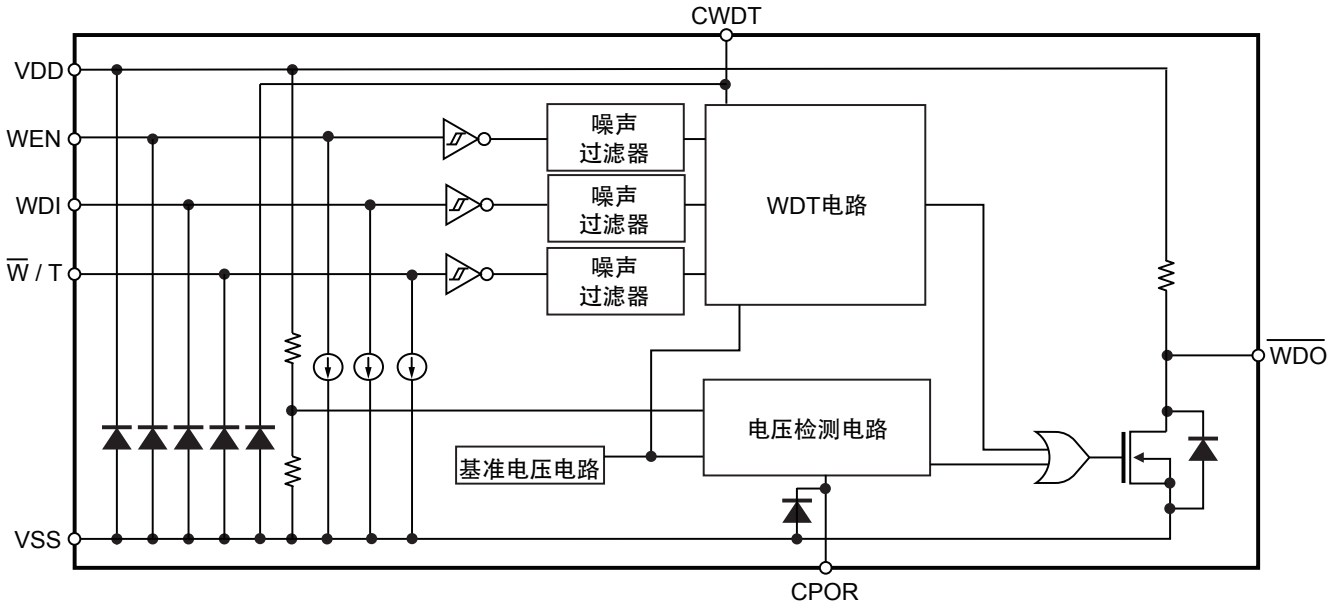 CWDT
VDD
WEN
噪声
过滤器
WDI
噪声
过滤器
WDT电路
W̅ / T
噪声
过滤器
W̅D̅O̅
电压检测电路
基准电压电路
VSS
CPOR